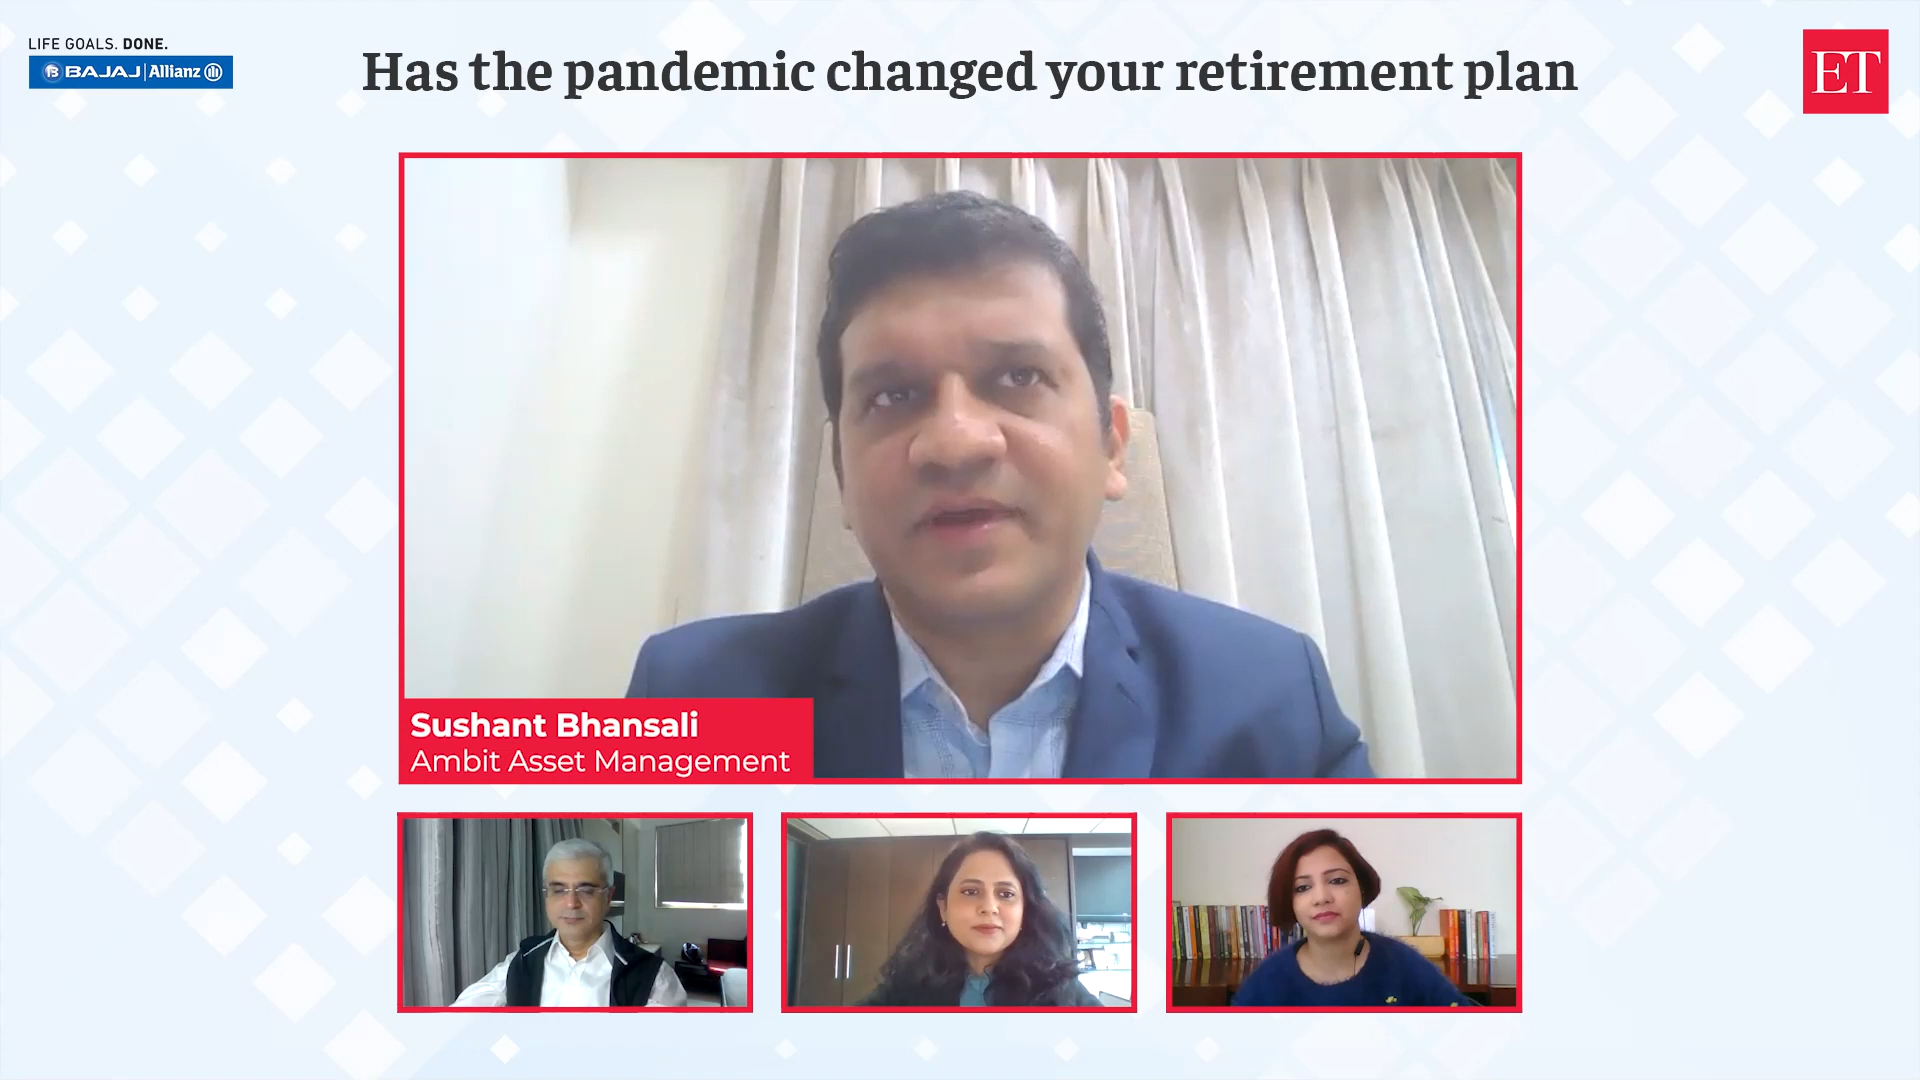 LIFE GOALS. DONE.
B BAJAJ Allianz
Has the pandemic changed your retirement plan
ET
Sushant Bhansali
Ambit Asset Management